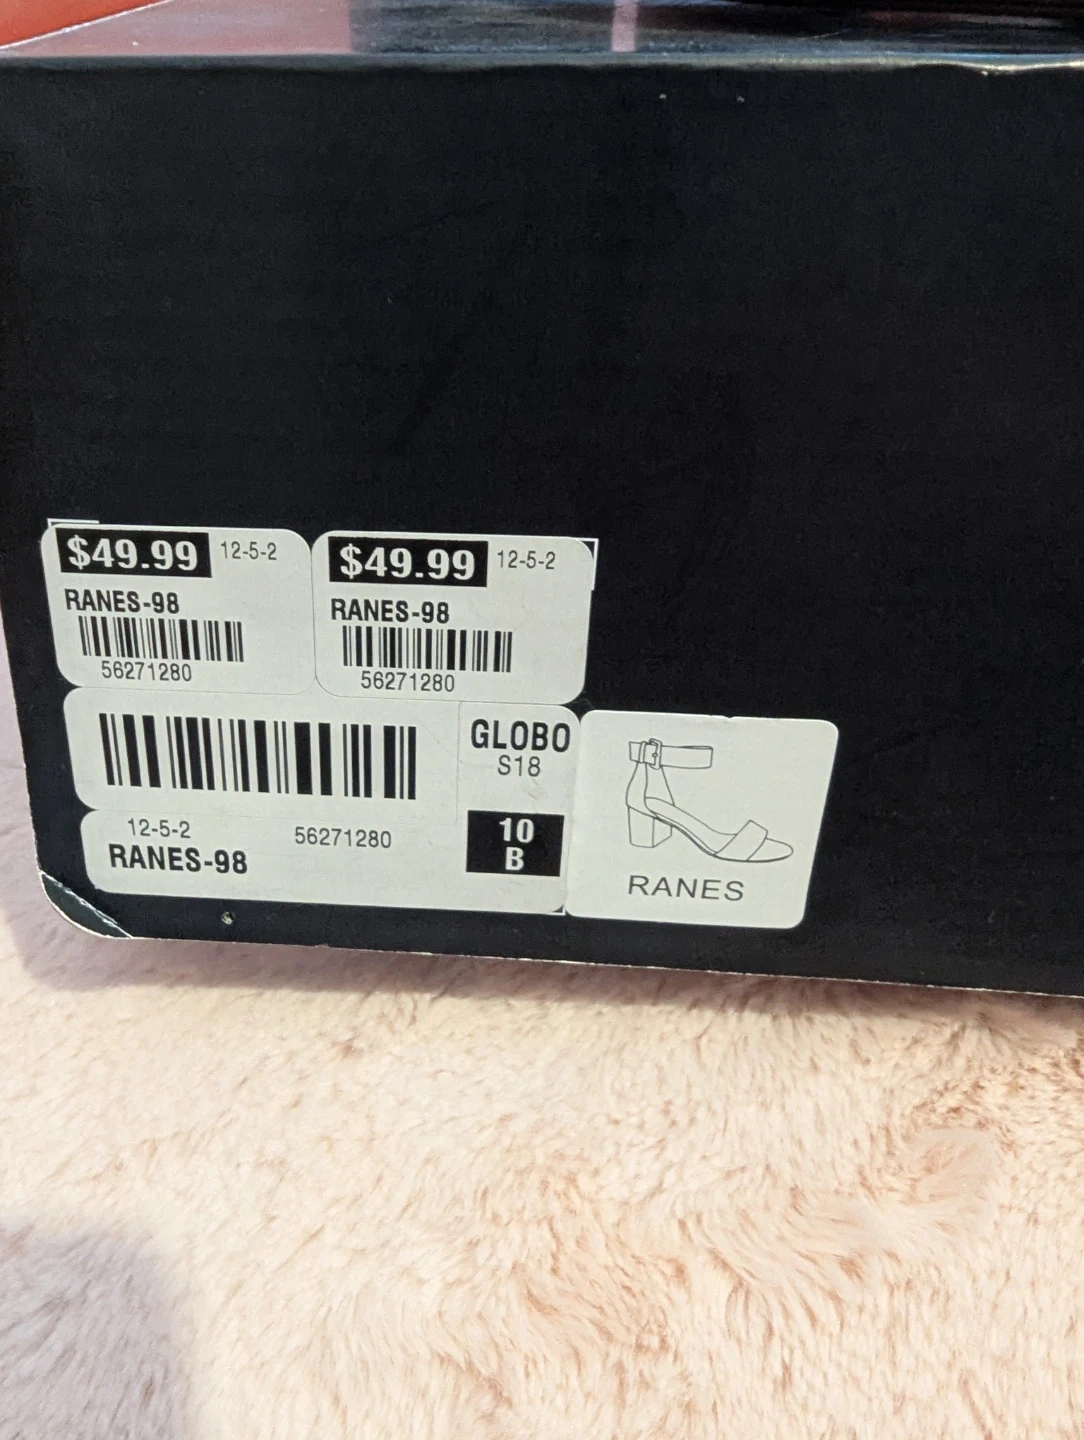 $49.99 12-5-2
RANES-98
56271280
$49.99 12-5-2
RANES-98
56271280
GLOBO
S18
12-5-2 56271280
RANES-98
10
B
RANES